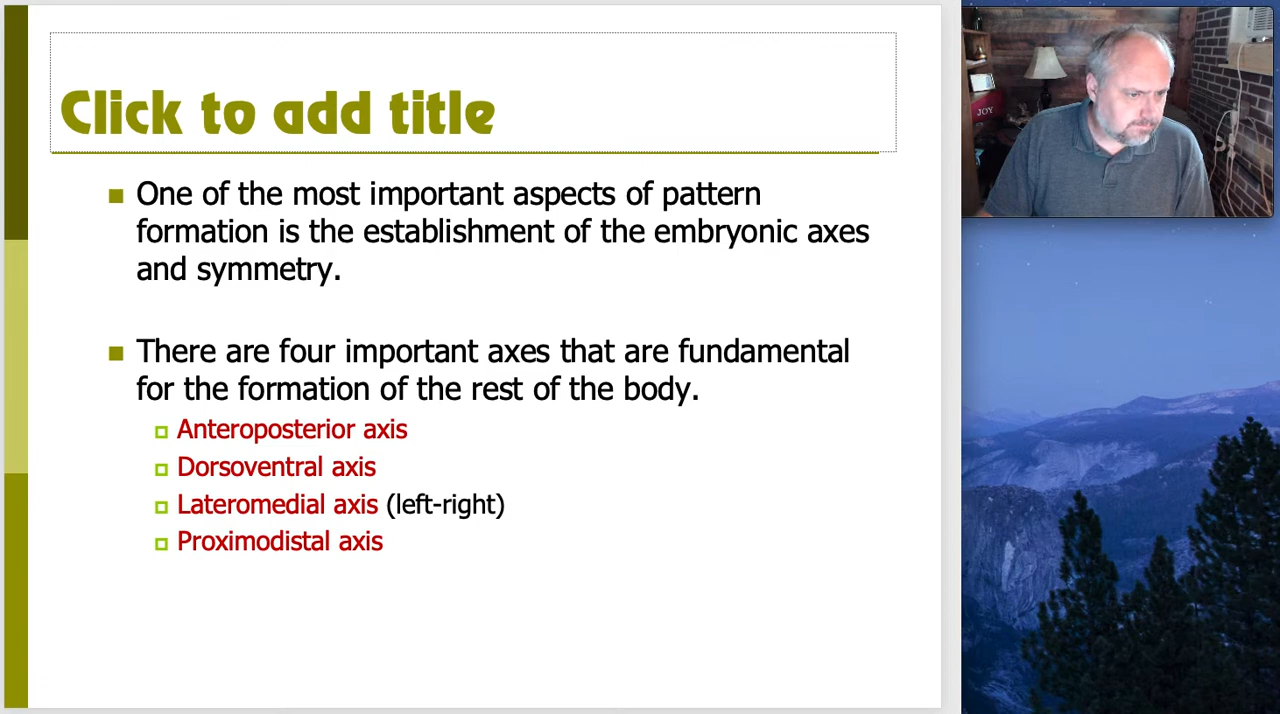 Click to add title
One of the most important aspects of pattern
formation is the establishment of the embryonic axes
and symmetry.
There are four important axes that are fundamental
for the formation of the rest of the body.
Anteroposterior axis
Dorsoventral axis
Lateromedial axis (left-right)
Proximodistal axis
JOY